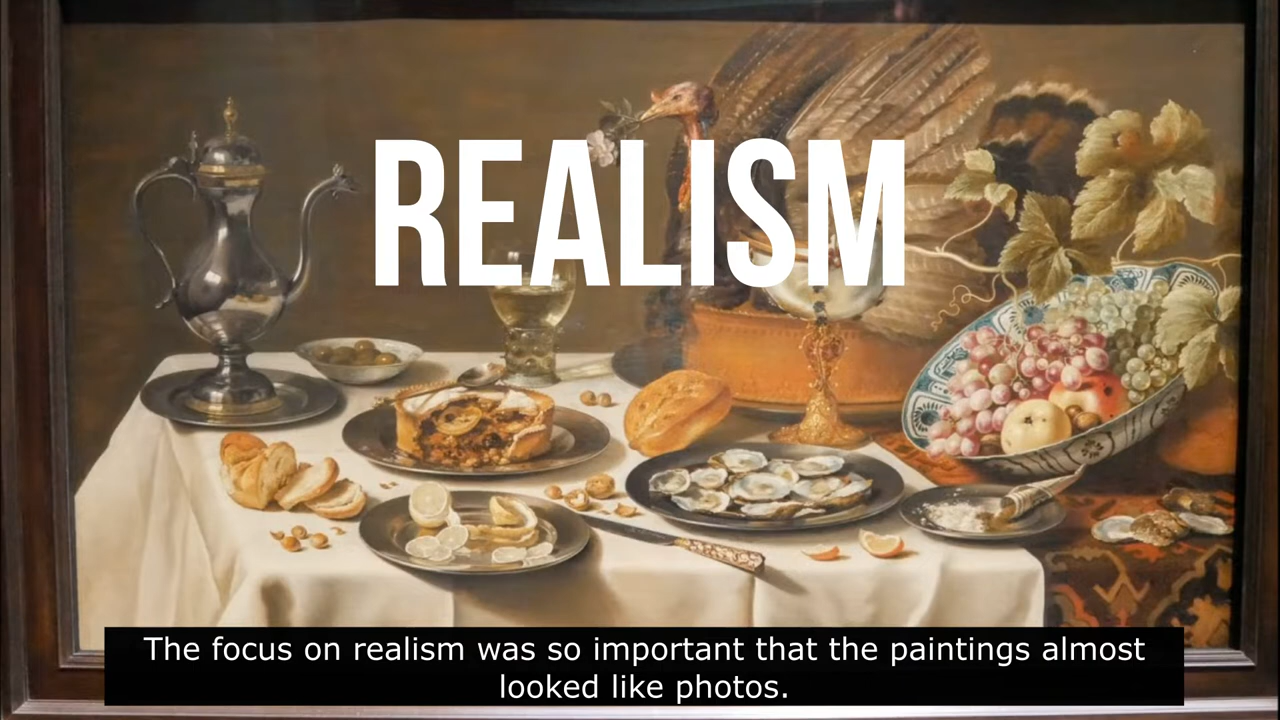 REALISM
The focus on realism was so important that the paintings almost
looked like photos.